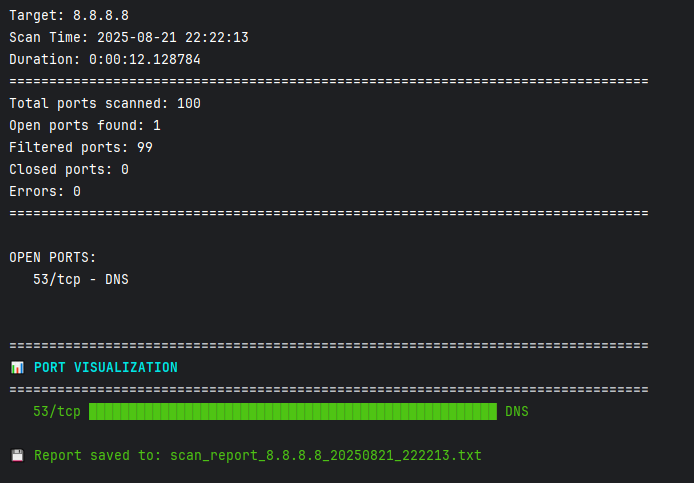 Target: 8.8.8.8
Scan Time: 2025-08-21 22:22:13
Duration: 0:00:12.128784
================================================================================
Total ports scanned: 100
Open ports found: 1
Filtered ports: 99
Closed ports: 0
Errors: 0
================================================================================
OPEN PORTS:
53/tcp - DNS
================================================================================
📊 PORT VISUALIZATION
================================================================================
53/tcp ███████████████████████████████████████████████████ DNS
💾 Report saved to: scan_report_8.8.8.8_20250821_222213.txt